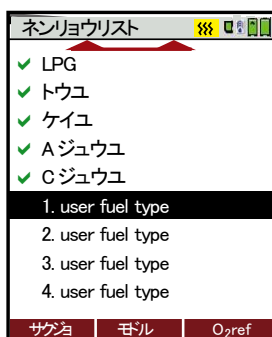 ネンリョウリスト
LPG
トウユ
ケイユ
Aジュウユ
Cジュウユ
1. user fuel type
2. user fuel type
3. user fuel type
4. user fuel type
サクジョ モドル O₂ref